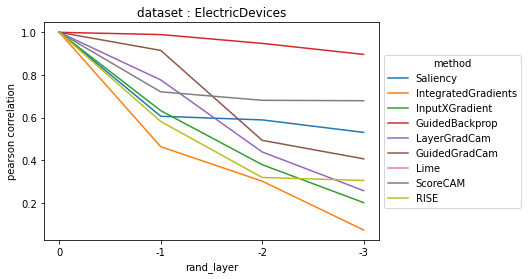 dataset : ElectricDevices
1.0
0.8
0.6
0.4
0.2
pearson correlation
0 -1 -2 -3
rand_layer
method
Saliency
IntegratedGradients
InputXGradient
GuidedBackprop
LayerGradCam
GuidedGradCam
Lime
ScoreCAM
RISE